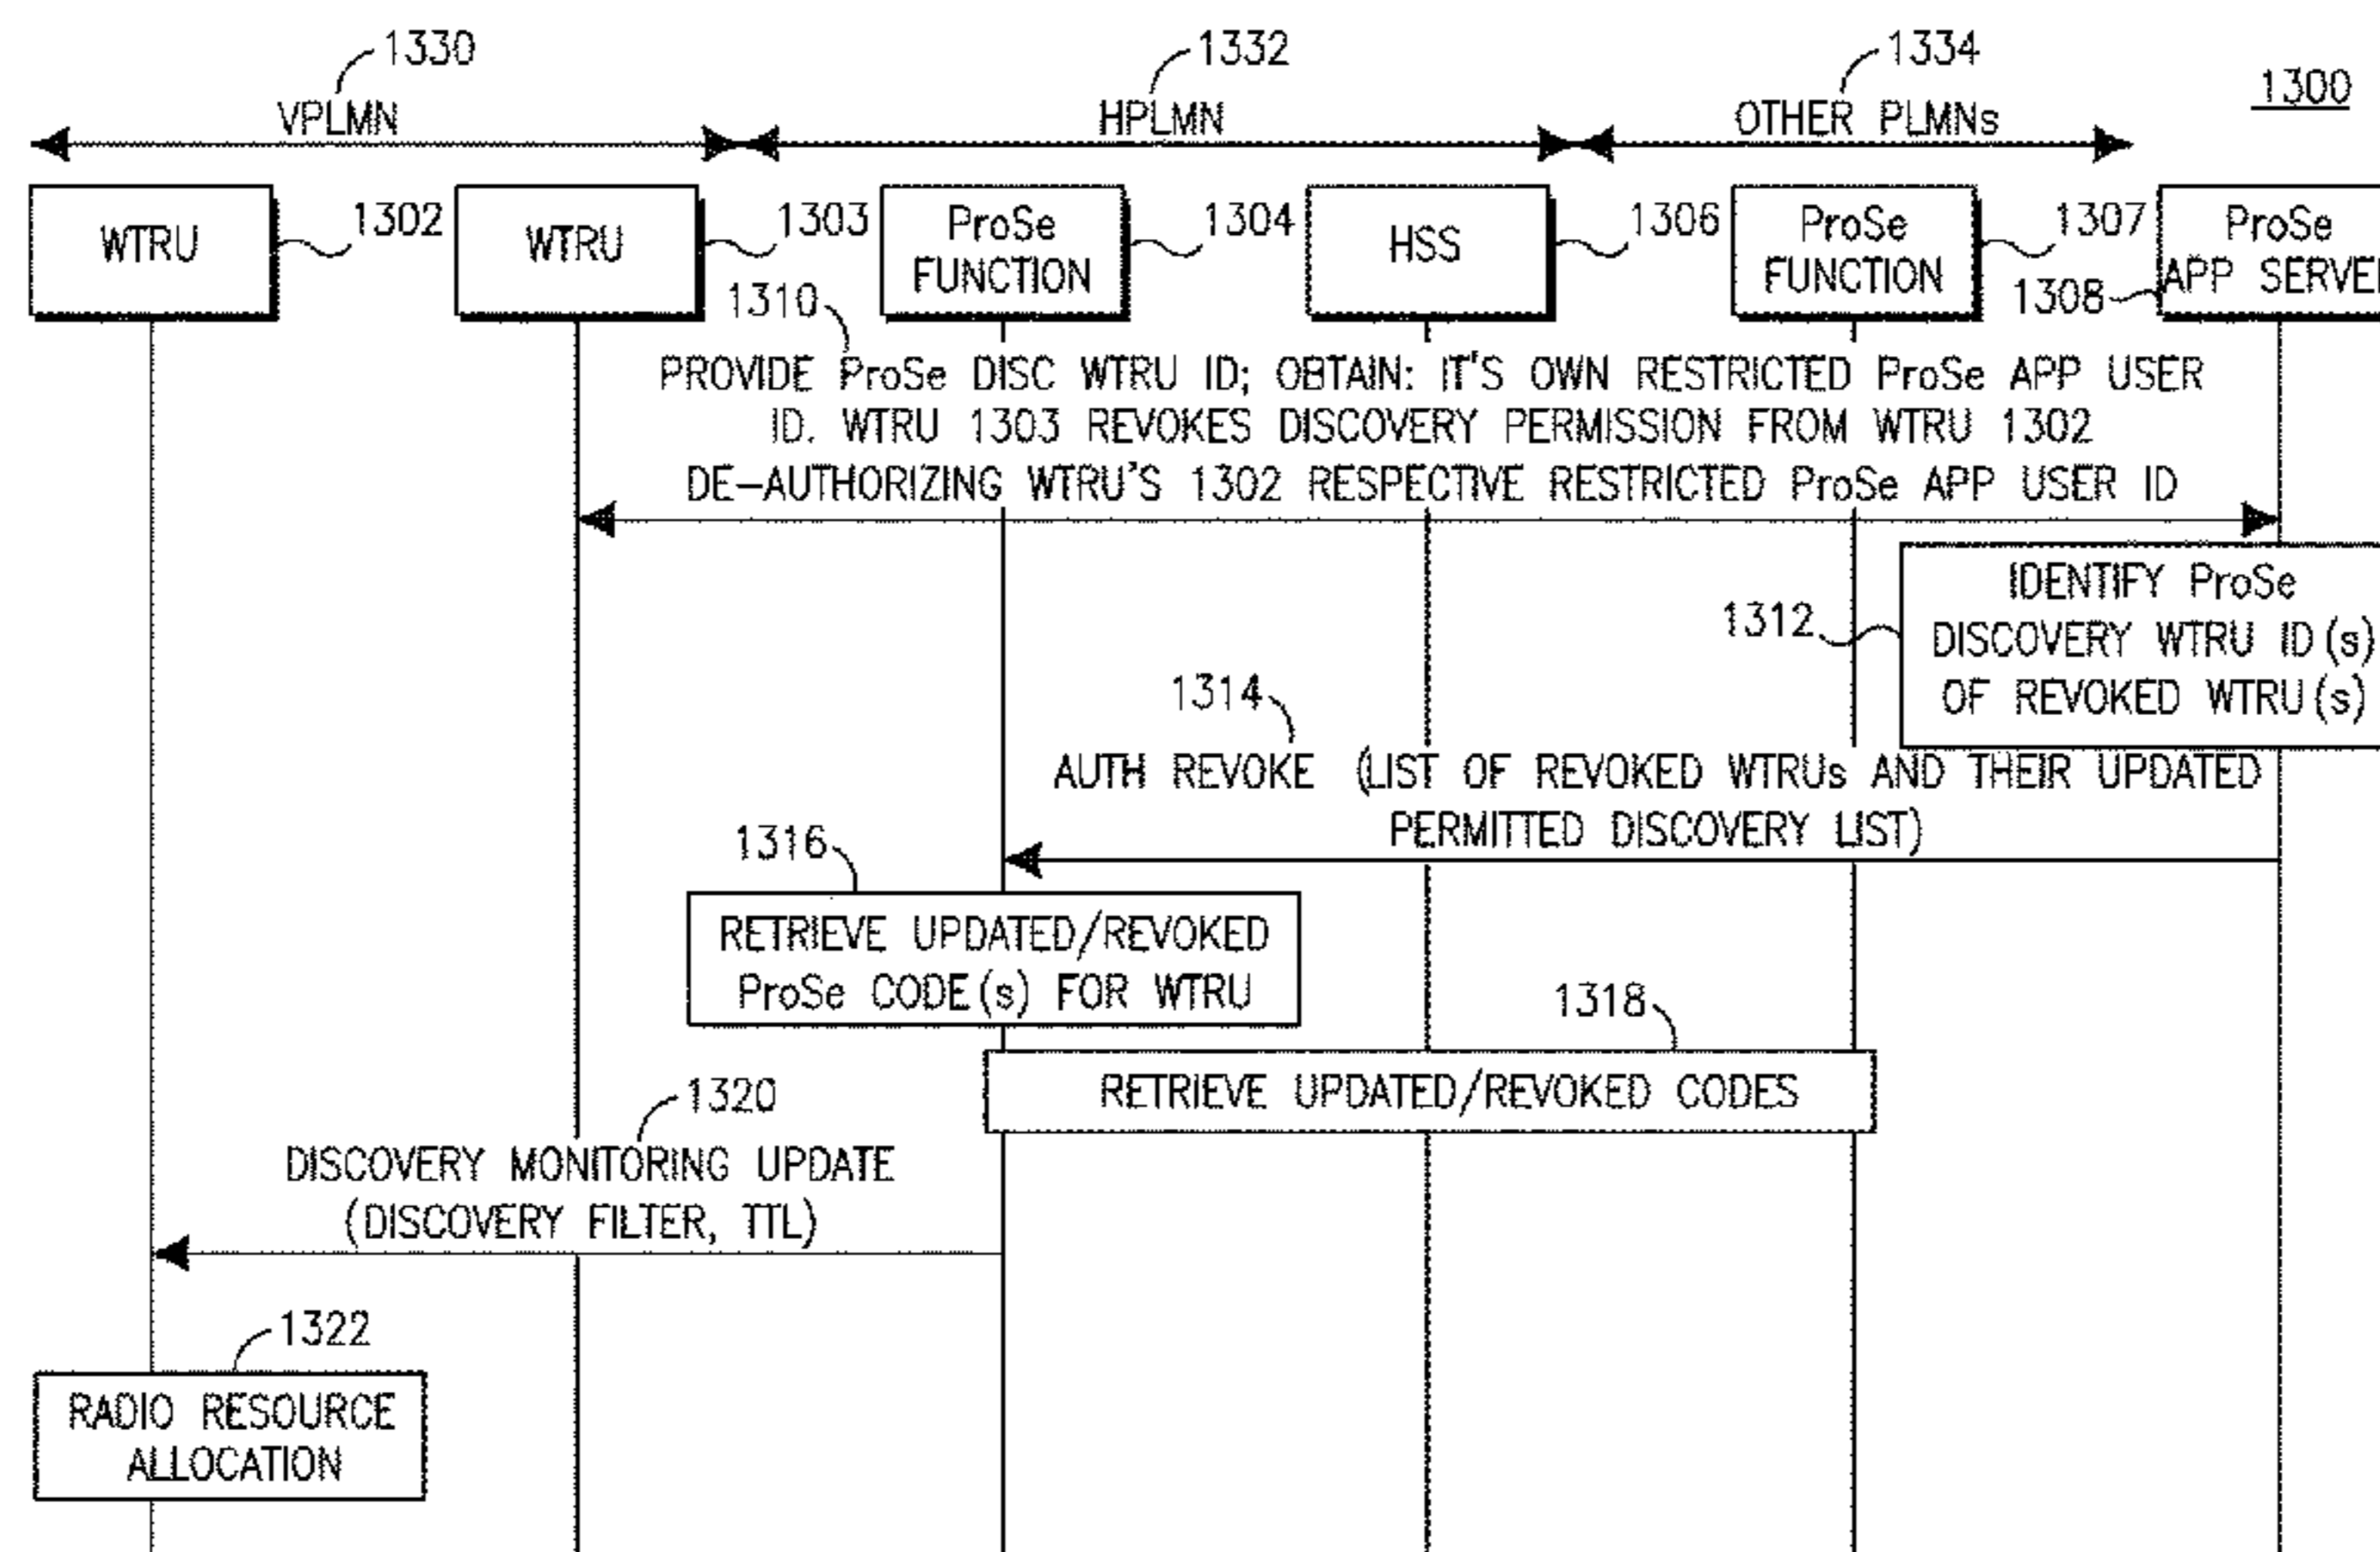 1330
1332
1334
1300
VPLMN
HPLMN
OTHER PLMNs
WTRU
1302
WTRU
1303
ProSe
FUNCTION
1304
HSS
1306
ProSe
FUNCTION
1307
ProSe
APP SERVE
1308
1310
PROVIDE ProSe DISC WTRU ID; OBTAIN: IT'S OWN RESTRICTED ProSe APP USER
ID. WTRU 1303 REVOKES DISCOVERY PERMISSION FROM WTRU 1302
DE-AUTHORIZING WTRU'S 1302 RESPECTIVE RESTRICTED ProSe APP USER ID
1312
IDENTIFY ProSe
DISCOVERY WTRU ID(s)
OF REVOKED WTRU(s)
1314
AUTH REVOKE (LIST OF REVOKED WTRUs AND THEIR UPDATED
PERMITTED DISCOVERY LIST)
1316
RETRIEVE UPDATED/REVOKED
ProSe CODE(s) FOR WTRU
1318
RETRIEVE UPDATED/REVOKED CODES
1320
DISCOVERY MONITORING UPDATE
(DISCOVERY FILTER, TTL)
1322
RADIO RESOURCE
ALLOCATION